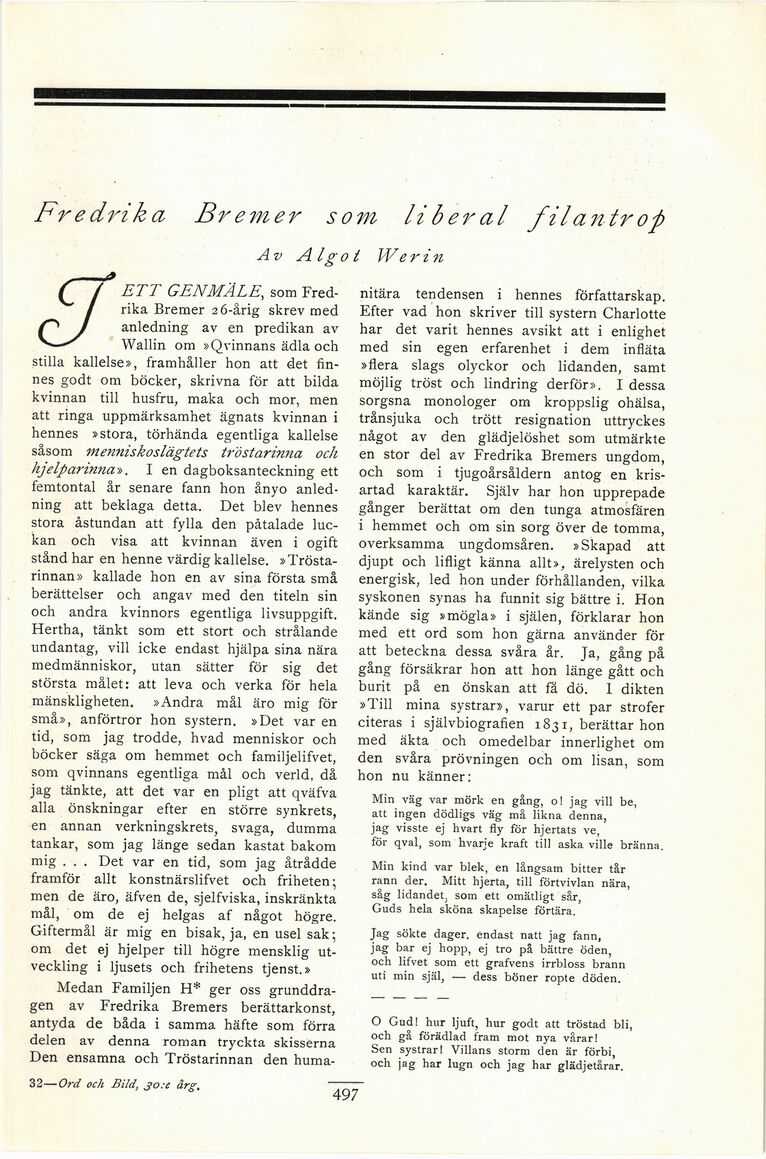 Fredrika Bremer som liberal filantrop
Av Algot Werin
I ETT GENMÄLE, som Fred-
rika Bremer 26-årig skrev med
anledning av en predikan av
Wallin om »Qvinnans ädla och
stilla kallelse», framhåller hon att det fin-
nes godt om böcker, skrivna för att bilda
kvinnan till husfru, maka och mor, men
att ringa uppmärksamhet ägnats kvinnan i
hennes »stora, törhända egentliga kallelse
såsom menniskoslägtets tröstarinna och
hjelparinna». I en dagboksanteckning ett
femtontal år senare fann hon ånyo anled-
ning att beklaga detta. Det blev hennes
stora åstundan att fylla den påtalade luc-
kan och visa att kvinnan även i ogift
stånd har en henne värdig kallelse. »Trösta-
rinnan» kallade hon en av sina första små
berättelser och angav med den titeln sin
och andra kvinnors egentliga livsuppgift.
Hertha, tänkt som ett stort och strålande
undantag, vill icke endast hjälpa sina nära
medmänniskor, utan sätter för sig det
största målet: att leva och verka för hela
mänskligheten. »Andra mål äro mig för
små», anförtror hon systern. »Det var en
tid, som jag trodde, hvad menniskor och
böcker säga om hemmet och familjelifvet,
som qvinnans egentliga mål och verld, då
jag tänkte, att det var en pligt att qväfva
alla önskningar efter en större synkrets,
en annan verkningskrets, svaga, dumma
tankar, som jag länge sedan kastat bakom
mig . . . Det var en tid, som jag åtrådde
framför allt konstnärslifvet och friheten;
men de äro, äfven de, sjelfviska, inskränkta
mål, om de ej helgas af något högre.
Giftermål är mig en bisak, ja, en usel sak;
om det ej hjelper till högre mensklig ut-
veckling i ljusets och frihetens tjenst.»
Medan Familjen H* ger oss grunddra-
gen av Fredrika Bremers berättarkonst,
antyda de båda i samma häfte som förra
delen av denna roman tryckta skisserna
Den ensamna och Tröstarinnan den huma-
nitära tendensen i hennes författarskap.
Efter vad hon skriver till systern Charlotte
har det varit hennes avsikt att i enlighet
med sin egen erfarenhet i dem infläta
»flera slags olyckor och lidanden, samt
möjlig tröst och lindring derför». I dessa
sorgsna monologer om kroppslig ohälsa,
trånsjuka och trött resignation uttryckes
något av den glädjelöshet som utmärkte
en stor del av Fredrika Bremers ungdom,
och som i tjugoårsåldern antog en kris-
artad karaktär. Själv har hon upprepade
gånger berättat om den tunga atmosfären
i hemmet och om sin sorg över de tomma,
overksamma ungdomsåren. »Skapad att
djupt och lifligt känna allt», ärelysten och
energisk, led hon under förhållanden, vilka
syskonen synas ha funnit sig bättre i. Hon
kände sig »mögla» i själen, förklarar hon
med ett ord som hon gärna använder för
att beteckna dessa svåra år. Ja, gång på
gång försäkrar hon att hon länge gått och
burit på en önskan att få dö. I dikten
»Till mina systrar», varur ett par strofer
citeras i självbiografien 1831, berättar hon
med äkta och omedelbar innerlighet om
den svåra prövningen och om lisan, som
hon nu känner:
Min väg var mörk en gång, o! jag vill be,
att ingen dödligs väg må likna denna,
jag visste ej hvart fly för hjertats ve,
för qval, som hvarje kraft till aska ville bränna.
Min kind var blek, en långsam bitter tår
rann der. Mitt hjerta, till förtvivlan nära,
såg lidandet, som ett omätligt sår,
Guds hela sköna skapelse förtära.
Jag sökte dager, endast natt jag fann,
jag bar ej hopp, ej tro på bättre öden,
och lifvet som ett grafvens irrbloss brann
uti min själ, — dess böner ropte döden.
— — — —
O Gud! hur ljuft, hur godt att tröstad bli,
och gå förädlad fram mot nya vårar!
Sen systrar! Villans storm den är förbi,
och jag har lugn och jag har glädjetårar.
32—Ord och Bild, 30:e årg.
497